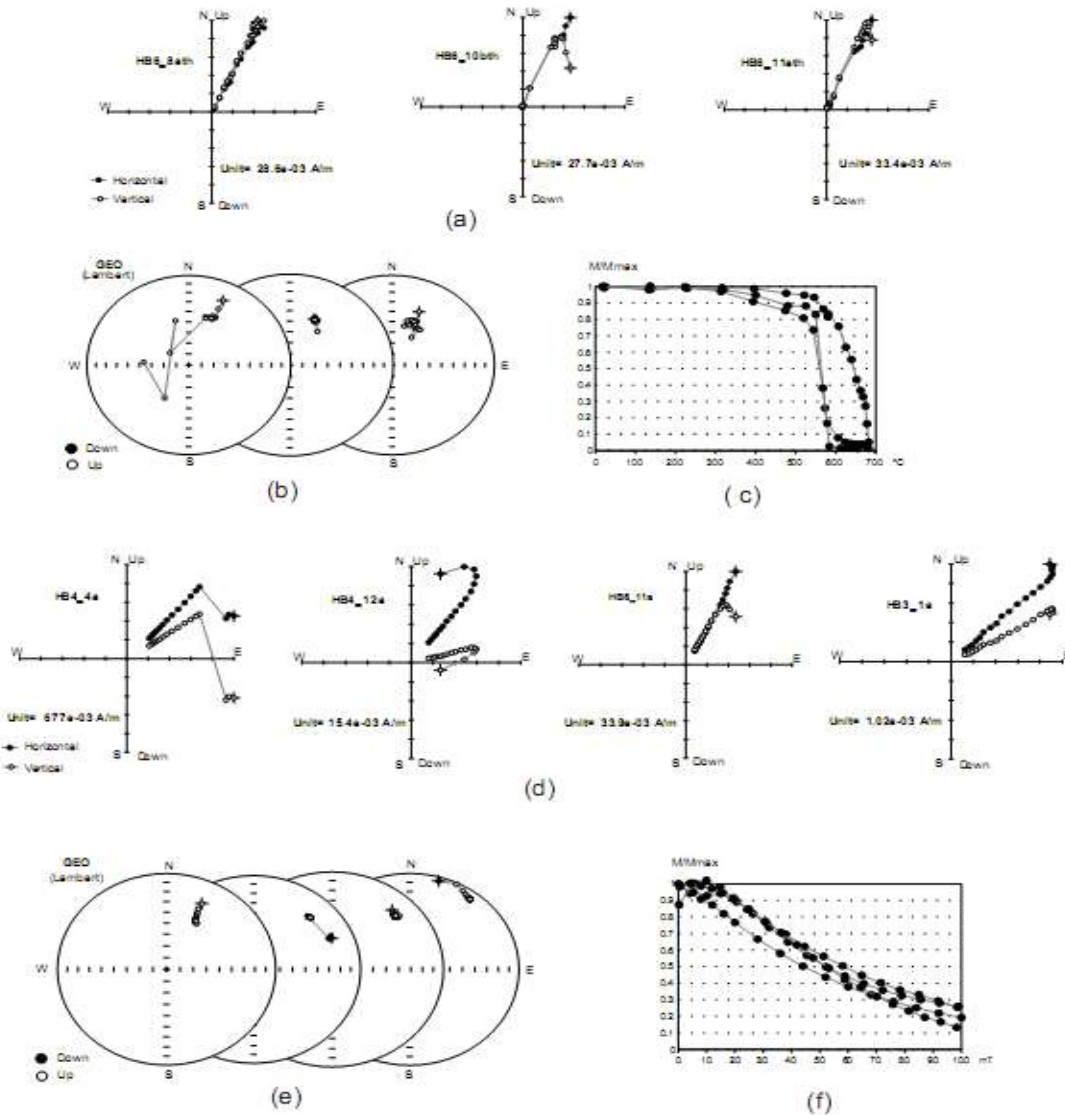 N Up
HB6_8ath
W E
Unit= 28.6e-03 A/m
Horizontal
Vertical
S Down
N Up
HB6_10bth
W E
Unit= 27.7e-03 A/m
S Down
N Up
HB6_11ath
W E
Unit= 33.4e-03 A/m
S Down
(a)
GEO
(Lambert)
N N
W E
S S
Down
Up
(b)
M/Mmax
1
0.9
0.8
0.7
0.6
0.5
0.4
0.3
0.2
0.1
0
0 100 200 300 400 500 600 700 °C
(c)
N Up
HB4_4a
W E
Unit= 677e-03 A/m
Horizontal
Vertical
S Down
N Up
HB4_12a
W E
Unit= 15.4e-03 A/m
S Down
N Up
HB6_11a
W E
Unit= 33.9e-03 A/m
S Down
N Up
HB3_1a
W E
Unit= 1.02e-03 A/m
S Down
(d)
GEO
(Lambert)
N N
W E
S S
Down
Up
(e)
M/Mmax
0.9
0.8
0.7
0.6
0.5
0.4
0.3
0.2
0.1
0
0 10 20 30 40 50 60 70 80 90 100 mT
(f)